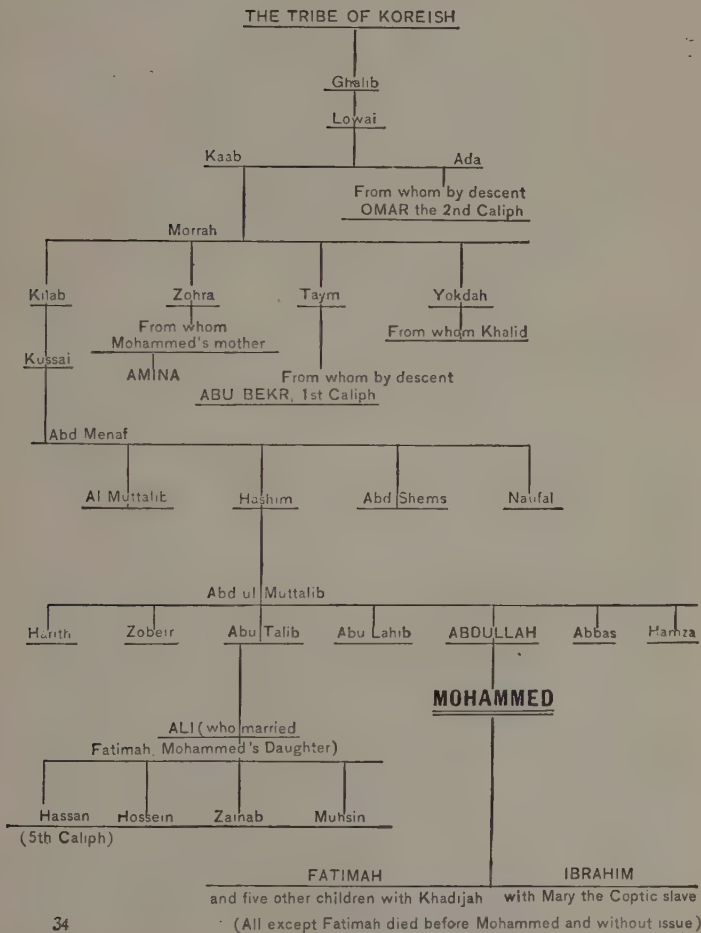 THE TRIBE OF KOREISH
Ghalib
Lowai
Kaab Ada
From whom by descent
OMAR the 2nd Caliph
Morrah
Kilab Zohra Taym Yokdah
From whom
Mohammed's mother
AMINA
From whom by descent
ABU BEKR, 1st Caliph
From whom Khalid
Kussai
Abd Menaf
Al Muttalib Hashim Abd Shems Naufal
Abd ul Muttalib
Harith Zobeir Abu Talib Abu Lahib ABDULLAH Abbas Hamza
MOHAMMED
ALI (who married
Fatimah, Mohammed's Daughter)
Hassan Hossein Zainab Muhsin
(5th Caliph)
FATIMAH IBRAHIM
and five other children with Khadijah with Mary the Coptic slave
34 (All except Fatimah died before Mohammed and without issue)